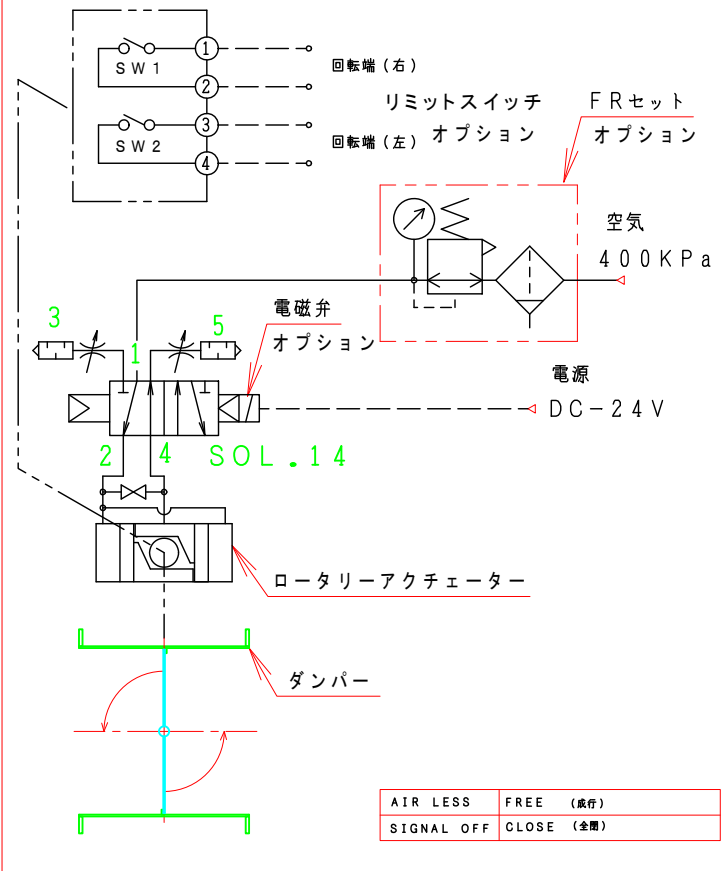 1
SW1
2
回転端（右）
3
SW2
4
回転端（左）
リミットスイッチ
オプション
FRセット
オプション
空気
400KPa
3
1
5
電磁弁
オプション
電源
DC-24V
2
4
SOL.14
ロータリーアクチェーター
ダンパー
AIR LESS FREE （成行）
SIGNAL OFF CLOSE （全閉）